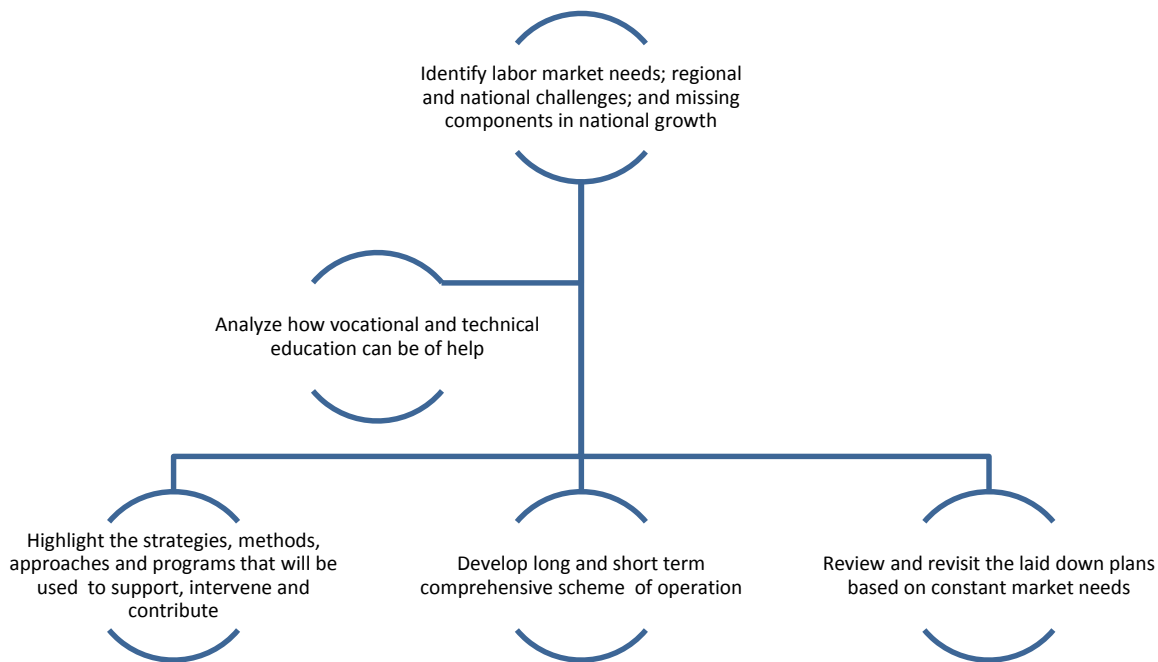 Identify labor market needs; regional
and national challenges; and missing
components in national growth
Analyze how vocational and technical
education can be of help
Highlight the strategies, methods,
approaches and programs that will be
used to support, intervene and
contribute
Develop long and short term
comprehensive scheme of operation
Review and revisit the laid down plans
based on constant market needs